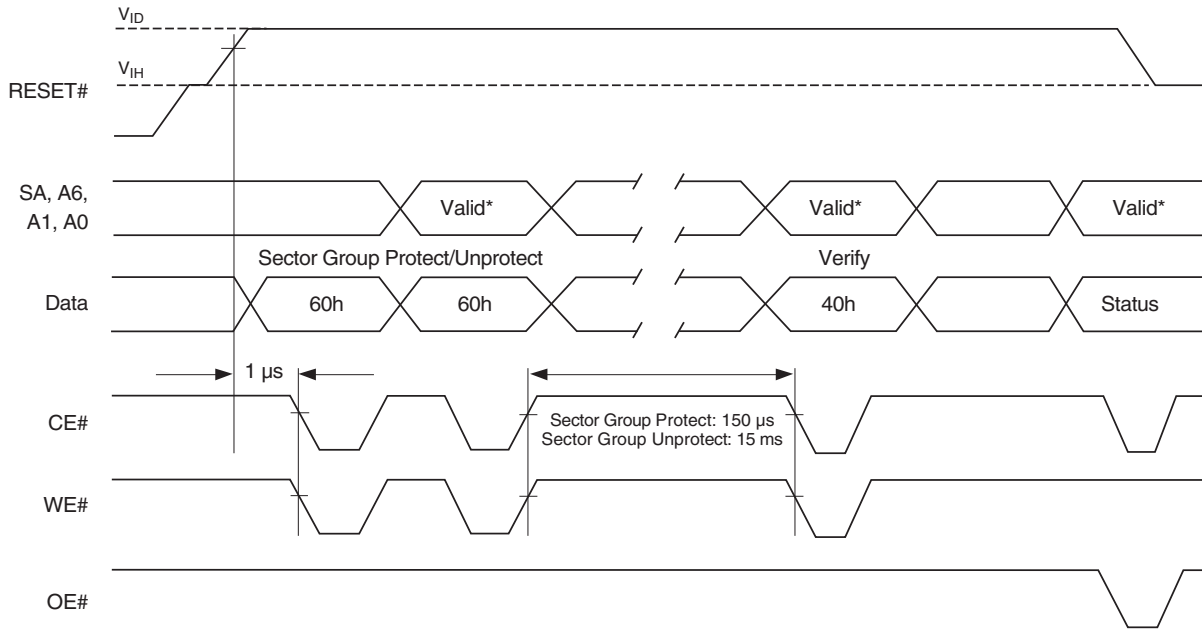 VID
VIH
RESET#
SA, A6,
A1, A0
Valid*
Valid*
Valid*
Sector Group Protect/Unprotect
Verify
Data
60h
60h
40h
Status
1 µs
CE#
Sector Group Protect: 150 µs
Sector Group Unprotect: 15 ms
WE#
OE#